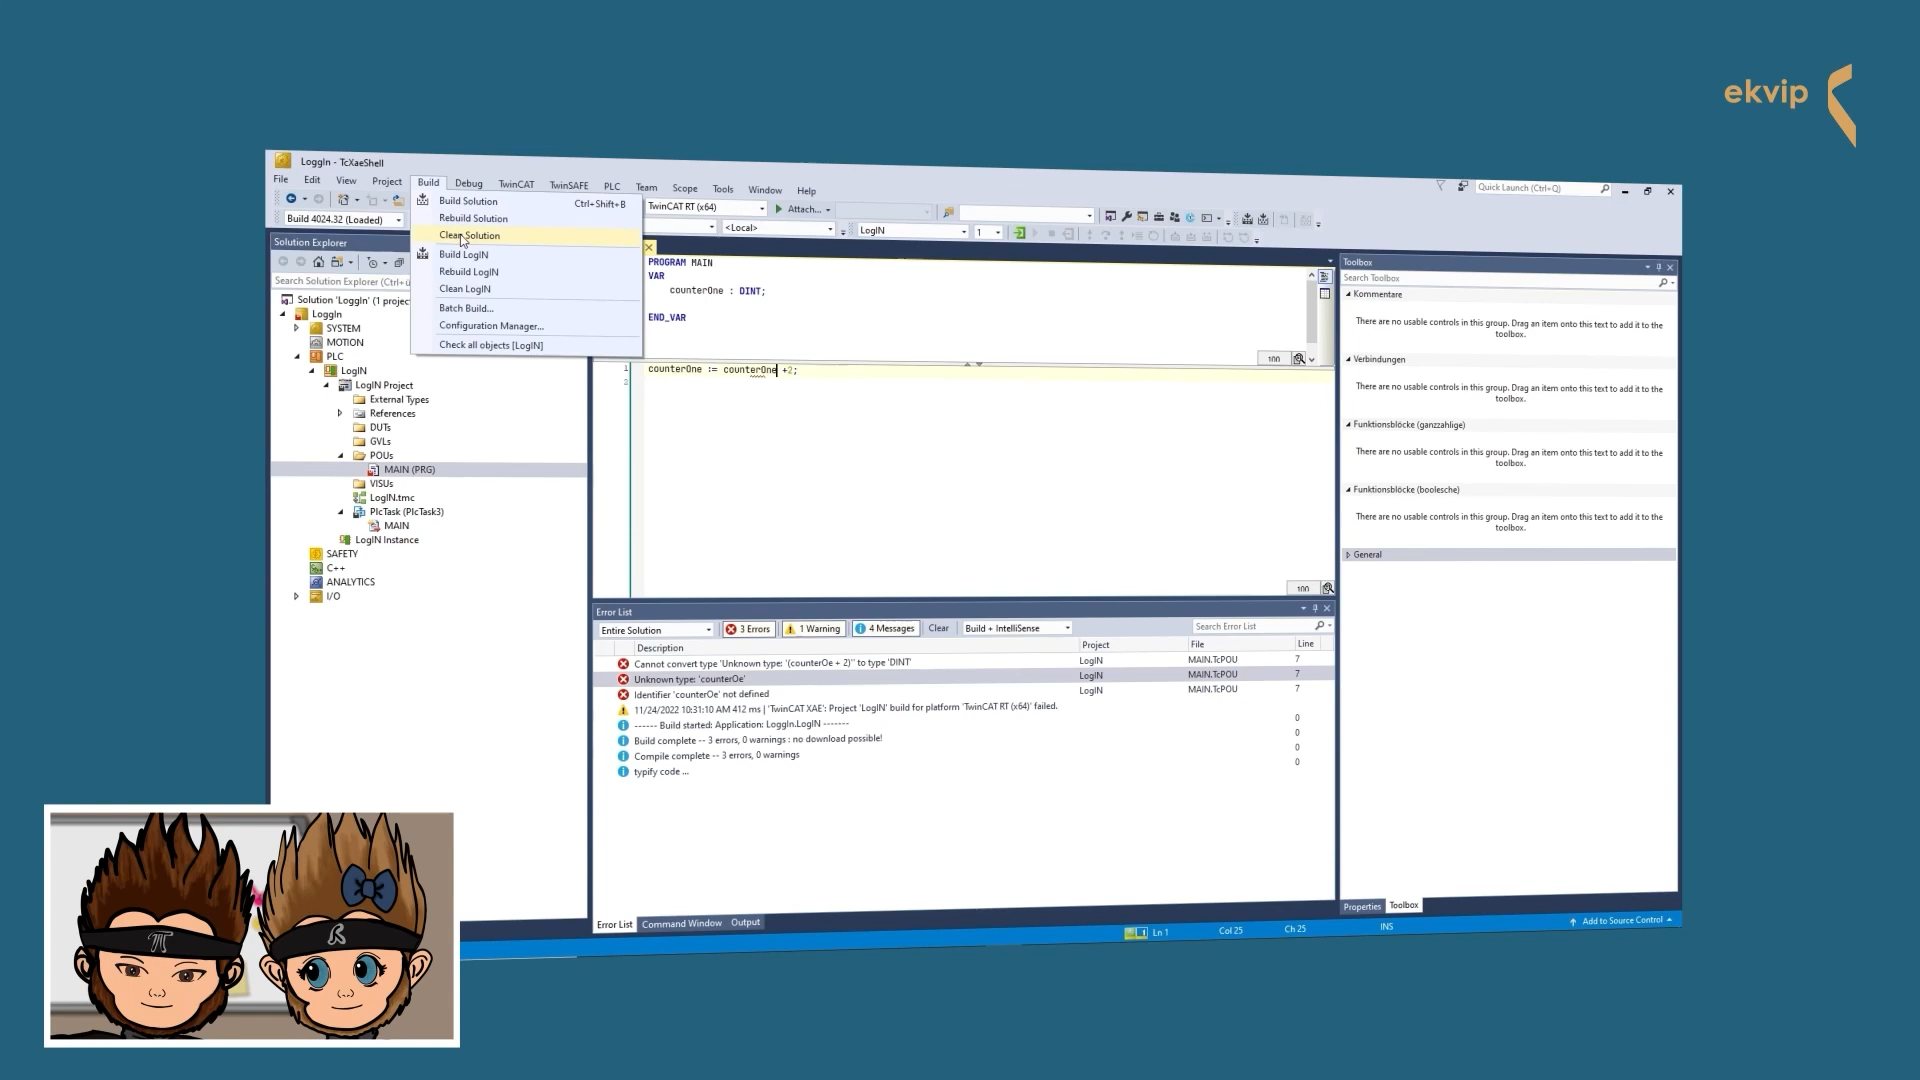 ekvip
LoggIn - TcXaeShell
File Edit View Project Build Debug TwinCAT TwinSAFE PLC Team Scope Tools Window Help
Quick Launch (Ctrl+Q)
TwinCAT RT (x64) Attach...
Build 4024.32 (Loaded) <Local> LogIN 1
Build Solution Ctrl+Shift+B
Rebuild Solution
Clean Solution
Build LogIN
Rebuild LogIN
Clean LogIN
Batch Build...
Configuration Manager...
Check all objects [LogIN]
Solution Explorer
Search Solution Explorer (Ctrl+ü
Solution 'LoggIn' (1 project
LoggIn
SYSTEM
MOTION
PLC
LogIN
LogIN Project
External Types
References
DUTs
GVLs
POUs
MAIN (PRG)
VISUs
LogIN.tmc
PlcTask (PlcTask3)
MAIN
LogIN Instance
SAFETY
C++
ANALYTICS
I/O
PROGRAM MAIN
VAR
counterOne : DINT;
END_VAR
100
1 counterOne := counterOne +2;
2
100
Error List
Entire Solution 3 Errors 1 Warning 4 Messages Clear Build + IntelliSense Search Error List
Description Project File Line
Cannot convert type 'Unknown type: '(counterOe + 2)'' to type 'DINT' LogIN MAIN.TcPOU 7
Unknown type: 'counterOe' LogIN MAIN.TcPOU 7
Identifier 'counterOe' not defined LogIN MAIN.TcPOU 7
11/24/2022 10:31:10 AM 412 ms | 'TwinCAT XAE': Project 'LogIN' build for platform 'TwinCAT RT (x64)' failed.
------ Build started: Application: LoggIn.LogIN ------- 0
Build complete -- 3 errors, 0 warnings : no download possible! 0
Compile complete -- 3 errors, 0 warnings 0
typify code ... 0
Error List Command Window Output
Toolbox
Search Toolbox
Kommentare
There are no usable controls in this group. Drag an item onto this text to add it to the
toolbox.
Verbindungen
There are no usable controls in this group. Drag an item onto this text to add it to the
toolbox.
Funktionsblöcke (ganzzahlige)
There are no usable controls in this group. Drag an item onto this text to add it to the
toolbox.
Funktionsblöcke (boolesche)
There are no usable controls in this group. Drag an item onto this text to add it to the
toolbox.
General
Properties Toolbox
Ln 1 Col 25 Ch 25 INS Add to Source Control
π ß